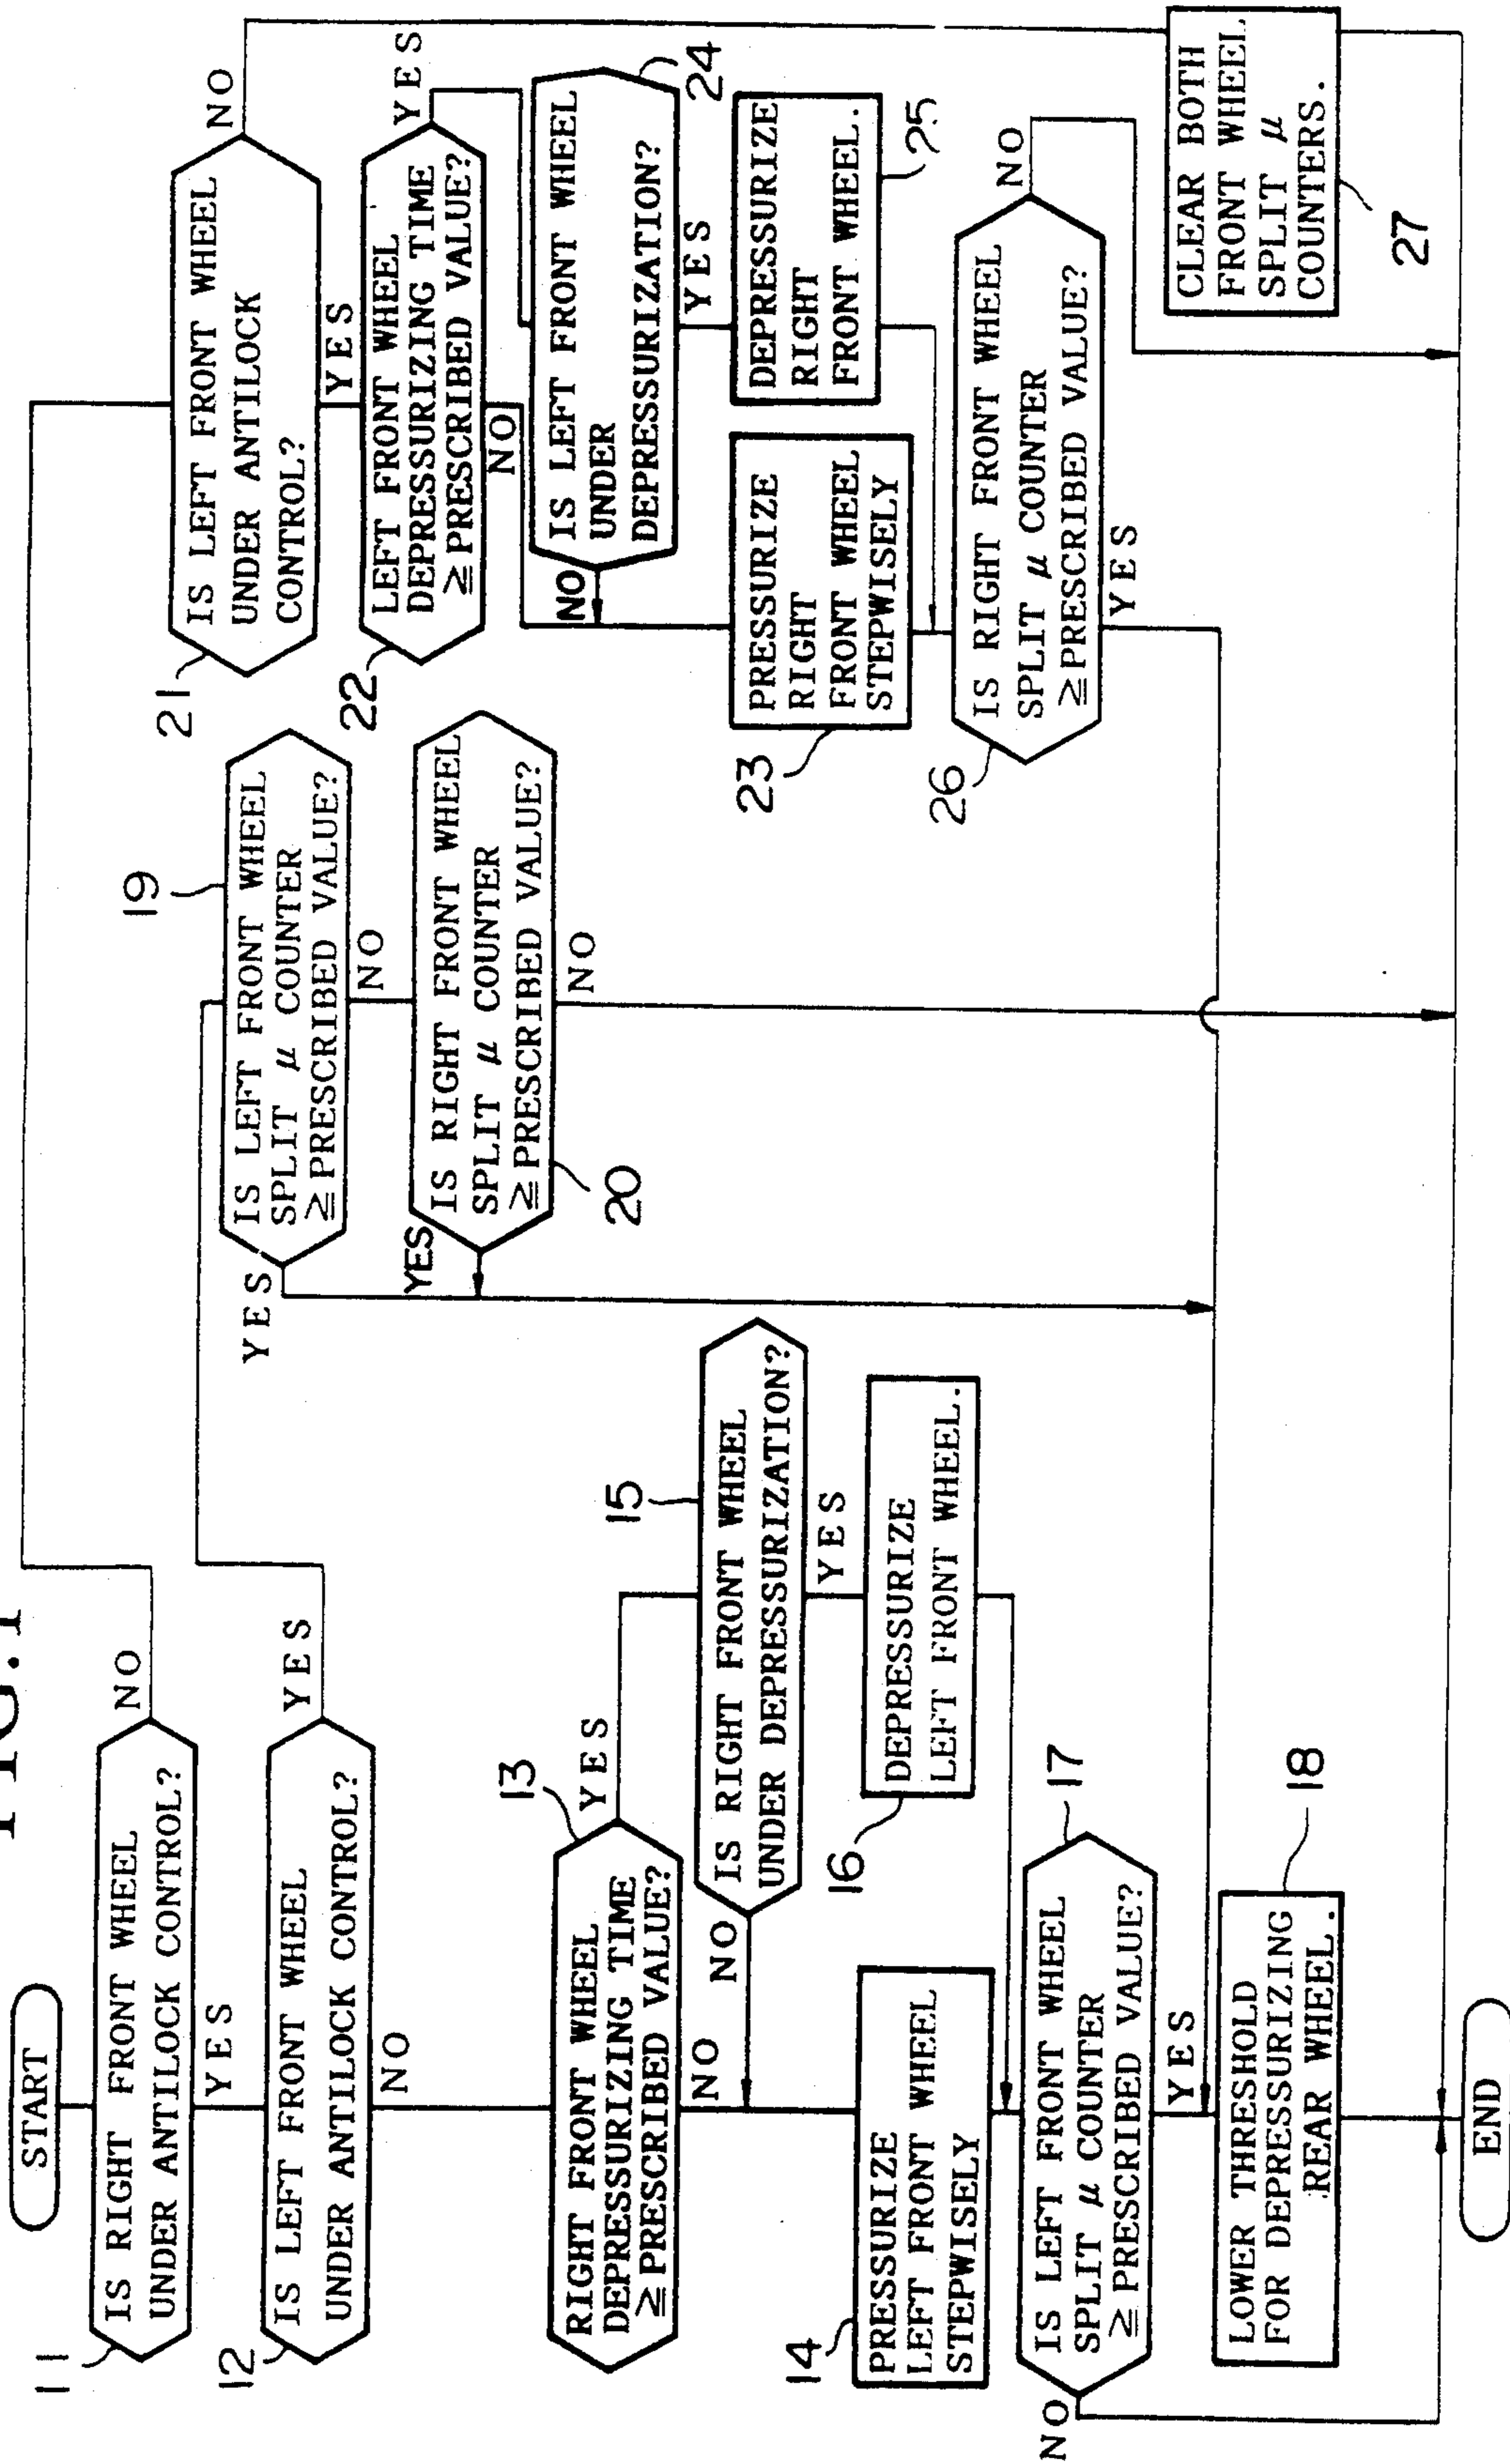 FIG. 1
START
11
IS RIGHT FRONT WHEEL
UNDER ANTILOCK CONTROL?
NO
YES
12
IS LEFT FRONT WHEEL
UNDER ANTILOCK CONTROL?
YES
NO
13
RIGHT FRONT WHEEL
DEPRESSURIZING TIME
≧ PRESCRIBED VALUE?
YES
NO
15
IS RIGHT FRONT WHEEL
UNDER DEPRESSURIZATION?
NO
YES
14
PRESSURIZE
LEFT FRONT WHEEL
STEPWISELY
16
DEPRESSURIZE
LEFT FRONT WHEEL.
17
IS LEFT FRONT WHEEL
SPLIT μ COUNTER
≧ PRESCRIBED VALUE?
NO
YES
18
LOWER THRESHOLD
FOR DEPRESSURIZING
REAR WHEEL.
END
19
IS LEFT FRONT WHEEL
SPLIT μ COUNTER
≧PRESCRIBED VALUE?
YES
NO
20
IS RIGHT FRONT WHEEL
SPLIT μ COUNTER
≧PRESCRIBED VALUE?
YES
NO
21
IS LEFT FRONT WHEEL
UNDER ANTILOCK
CONTROL?
NO
YES
22
LEFT FRONT WHEEL
DEPRESSURIZING TIME
≧ PRESCRIBED VALUE?
YES
NO
24
IS LEFT FRONT WHEEL
UNDER
DEPRESSURIZATION?
NO
YES
23
PRESSURIZE
RIGHT
FRONT WHEEL
STEPWISELY
25
DEPRESSURIZE
RIGHT
FRONT WHEEL.
26
IS RIGHT FRONT WHEEL
SPLIT μ COUNTER
≧PRESCRIBED VALUE?
NO
YES
27
CLEAR BOTH
FRONT WHEEL
SPLIT μ
COUNTERS.